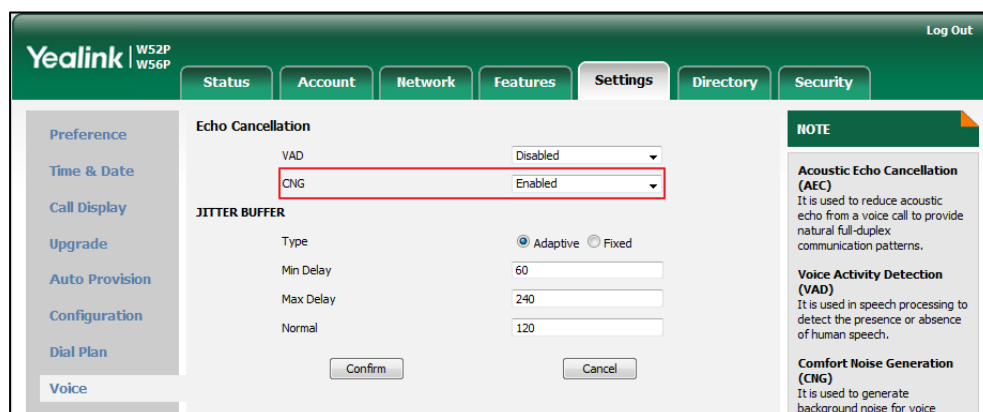 Log Out
Yealink | W52P
W56P
Status Account Network Features Settings Directory Security
Preference
Time & Date
Call Display
Upgrade
Auto Provision
Configuration
Dial Plan
Voice
Echo Cancellation
VAD Disabled
CNG Enabled
JITTER BUFFER
Type Adaptive Fixed
Min Delay 60
Max Delay 240
Normal 120
Confirm Cancel
NOTE
Acoustic Echo Cancellation
(AEC)
It is used to reduce acoustic
echo from a voice call to provide
natural full-duplex
communication patterns.
Voice Activity Detection
(VAD)
It is used in speech processing to
detect the presence or absence
of human speech.
Comfort Noise Generation
(CNG)
It is used to generate
background noise for voice